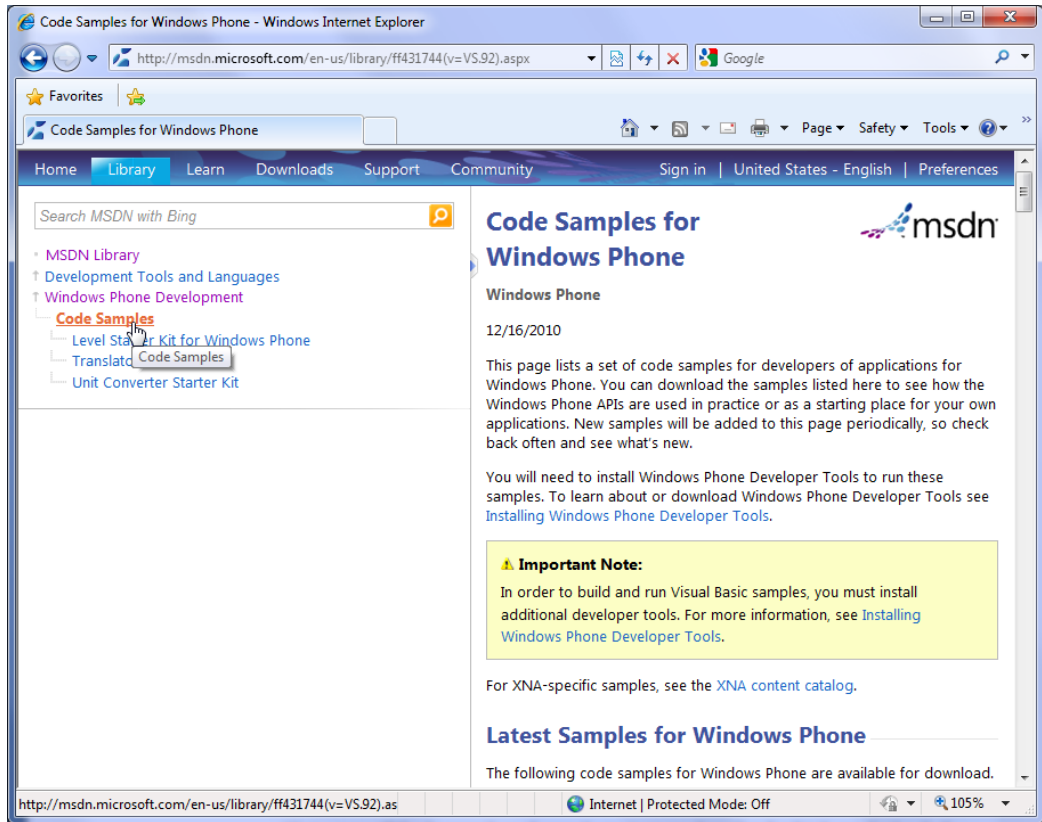 Code Samples for Windows Phone - Windows Internet Explorer
http://msdn.microsoft.com/en-us/library/ff431744(v=VS.92).aspx
Google
Favorites
Code Samples for Windows Phone
Page Safety Tools
Home Library Learn Downloads Support Community Sign in | United States - English | Preferences
Search MSDN with Bing
MSDN Library
Development Tools and Languages
Windows Phone Development
Code Samples
Level Starter Kit for Windows Phone
Code Samples
Unit Converter Starter Kit
msdn
Code Samples for
Windows Phone
Windows Phone
12/16/2010
This page lists a set of code samples for developers of applications for
Windows Phone. You can download the samples listed here to see how the
Windows Phone APIs are used in practice or as a starting place for your own
applications. New samples will be added to this page periodically, so check
back often and see what's new.
You will need to install Windows Phone Developer Tools to run these
samples. To learn about or download Windows Phone Developer Tools see
Installing Windows Phone Developer Tools.
Important Note:
In order to build and run Visual Basic samples, you must install
additional developer tools. For more information, see Installing
Windows Phone Developer Tools.
For XNA-specific samples, see the XNA content catalog.
Latest Samples for Windows Phone
The following code samples for Windows Phone are available for download.
http://msdn.microsoft.com/en-us/library/ff431744(v=VS.92).as
Internet | Protected Mode: Off
105%